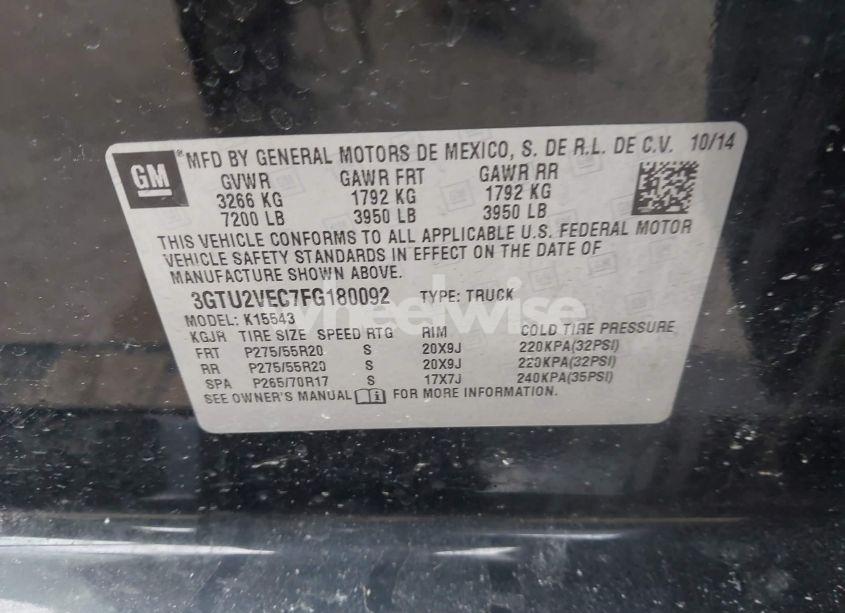 GM ® MFD BY GENERAL MOTORS DE MEXICO, S. DE R.L. DE C.V. 10/14
GVWR GAWR FRT GAWR RR
3266 KG 1792 KG 1792 KG
7200 LB 3950 LB 3950 LB
THIS VEHICLE CONFORMS TO ALL APPLICABLE U.S. FEDERAL MOTOR
VEHICLE SAFETY STANDARDS IN EFFECT ON THE DATE OF
MANUFACTURE SHOWN ABOVE.
3GTU2VEC7FG180092 TYPE: TRUCK
wheelwise
MODEL: K15543
KGJR TIRE SIZE SPEED RTG RIM COLD TIRE PRESSURE
FRT P275/55R20 S 20X9J 220KPA(32PSI)
RR P275/55R20 S 20X9J 220KPA(32PSI)
SPA P265/70R17 S 17X7J 240KPA(35PSI)
SEE OWNER'S MANUAL FOR MORE INFORMATION.